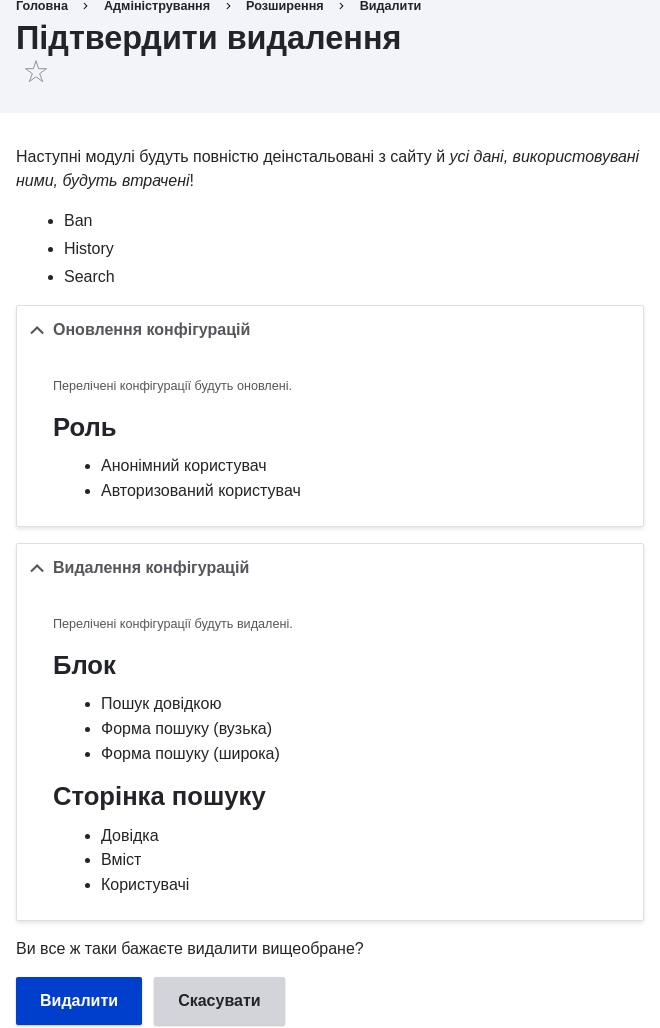 Головна › Адміністрування › Розширення › Видалити
Підтвердити видалення
Наступні модулі будуть повністю деінстальовані з сайту й усі дані, використовувані
ними, будуть втрачені!
Ban
History
Search
Оновлення конфігурацій
Перелічені конфігурації будуть оновлені.
Роль
Анонімний користувач
Авторизований користувач
Видалення конфігурацій
Перелічені конфігурації будуть видалені.
Блок
Пошук довідкою
Форма пошуку (вузька)
Форма пошуку (широка)
Сторінка пошуку
Довідка
Вміст
Користувачі
Ви все ж таки бажаєте видалити вищеобране?
Видалити Скасувати